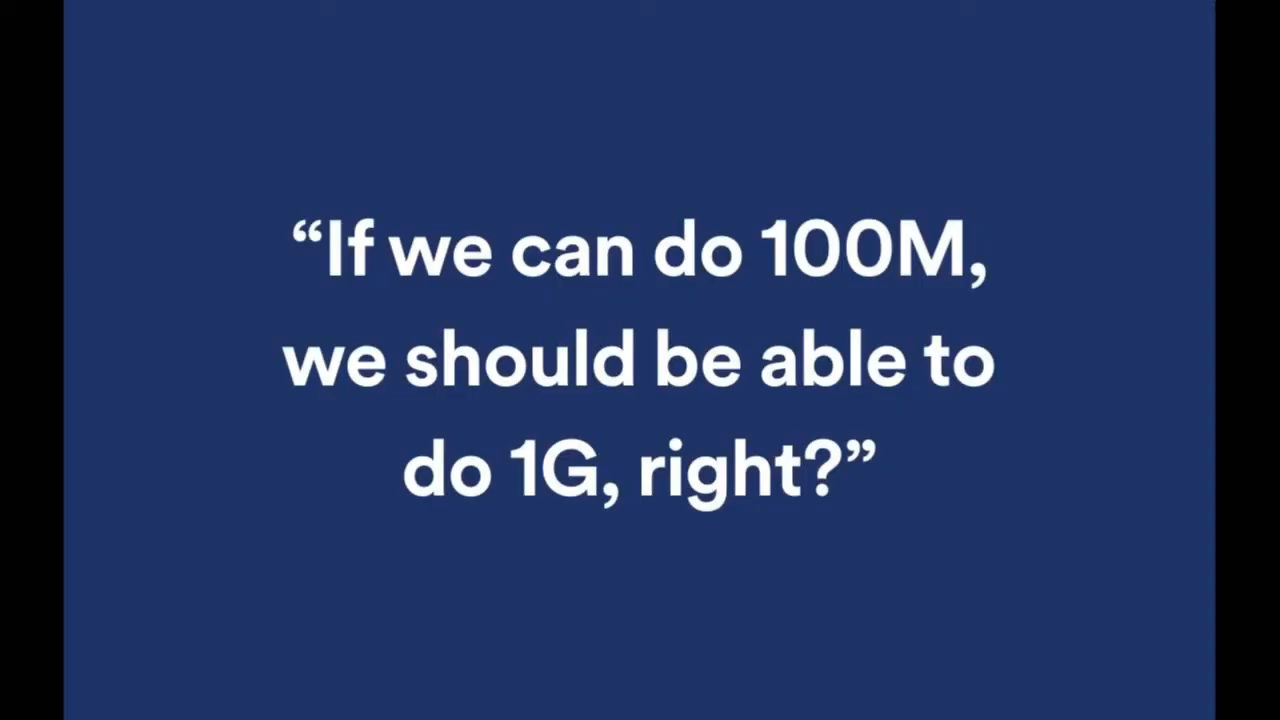 “If we can do 100M,
we should be able to
do 1G, right?”